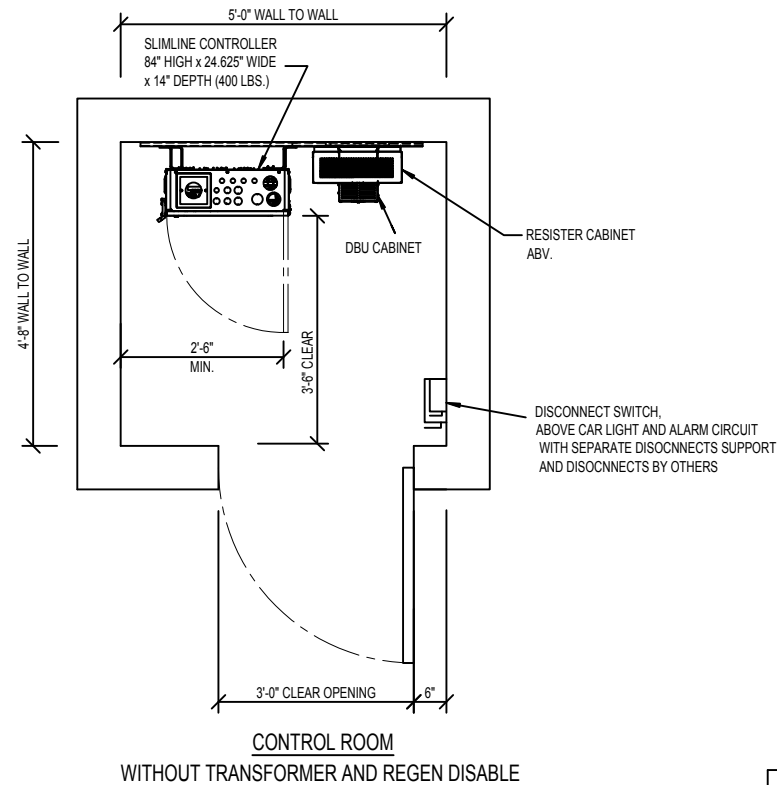 5'-0" WALL TO WALL
SLIMLINE CONTROLLER
84" HIGH x 24.625" WIDE
x 14" DEPTH (400 LBS.)
4'-8" WALL TO WALL
DBU CABINET
RESISTER CABINET
ABV.
2'-6"
MIN.
3'-6" CLEAR
DISCONNECT SWITCH,
ABOVE CAR LIGHT AND ALARM CIRCUIT
WITH SEPARATE DISOCNNECTS SUPPORT
AND DISOCNNECTS BY OTHERS
3'-0" CLEAR OPENING
6"
CONTROL ROOM
WITHOUT TRANSFORMER AND REGEN DISABLE